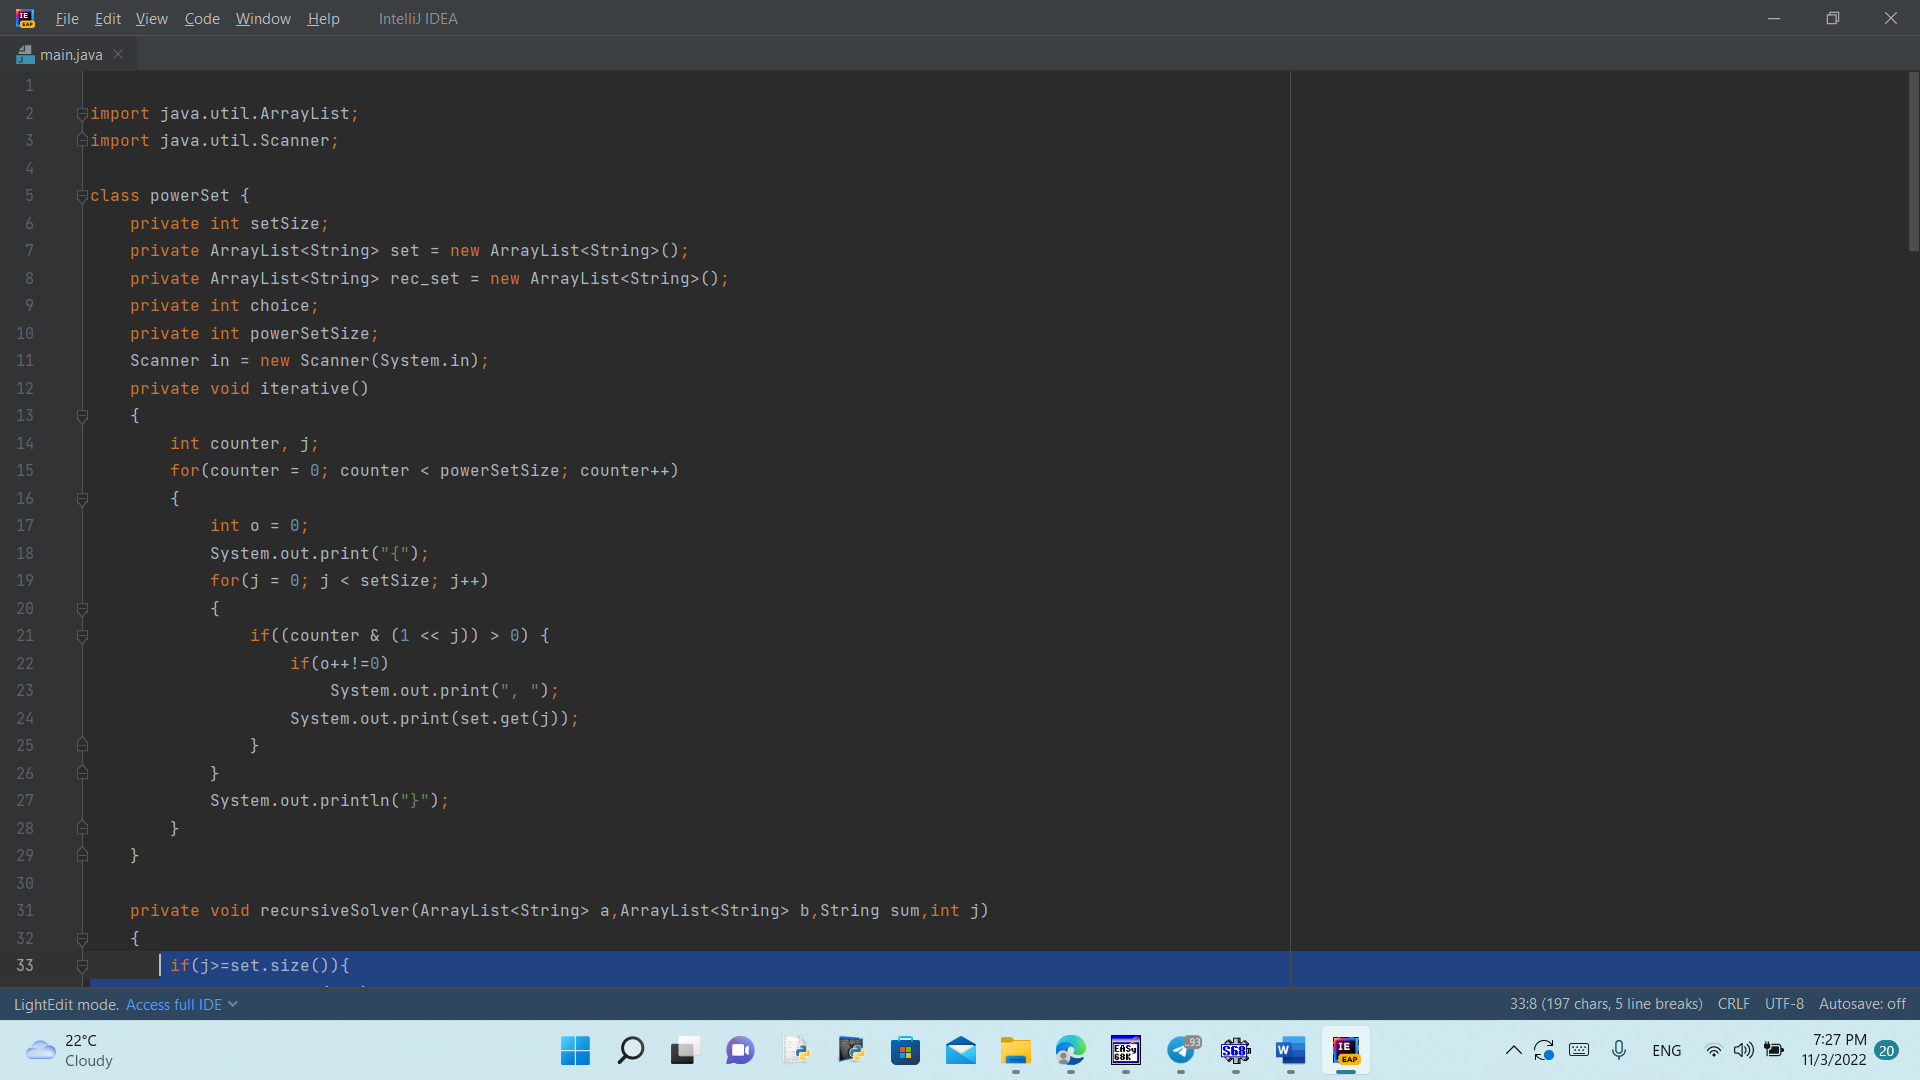 File Edit View Code Window Help IntelliJ IDEA
main.java
1
2 import java.util.ArrayList;
3 import java.util.Scanner;
4
5 class powerSet {
6 private int setSize;
7 private ArrayList<String> set = new ArrayList<String>();
8 private ArrayList<String> rec_set = new ArrayList<String>();
9 private int choice;
10 private int powerSetSize;
11 Scanner in = new Scanner(System.in);
12 private void iterative()
13 {
14 int counter, j;
15 for(counter = 0; counter < powerSetSize; counter++)
16 {
17 int o = 0;
18 System.out.print("{");
19 for(j = 0; j < setSize; j++)
20 {
21 if((counter & (1 << j)) > 0) {
22 if(o++!=0)
23 System.out.print(", ");
24 System.out.print(set.get(j));
25 }
26 }
27 System.out.println("}");
28 }
29 }
30
31 private void recursiveSolver(ArrayList<String> a,ArrayList<String> b,String sum,int j)
32 {
33 if(j>=set.size()){
LightEdit mode. Access full IDE 33:8 (197 chars, 5 line breaks) CRLF UTF-8 Autosave: off
22°C
Cloudy
EASy
68K
93
S68
W
IE
EAP
ENG
7:27 PM
11/3/2022
20